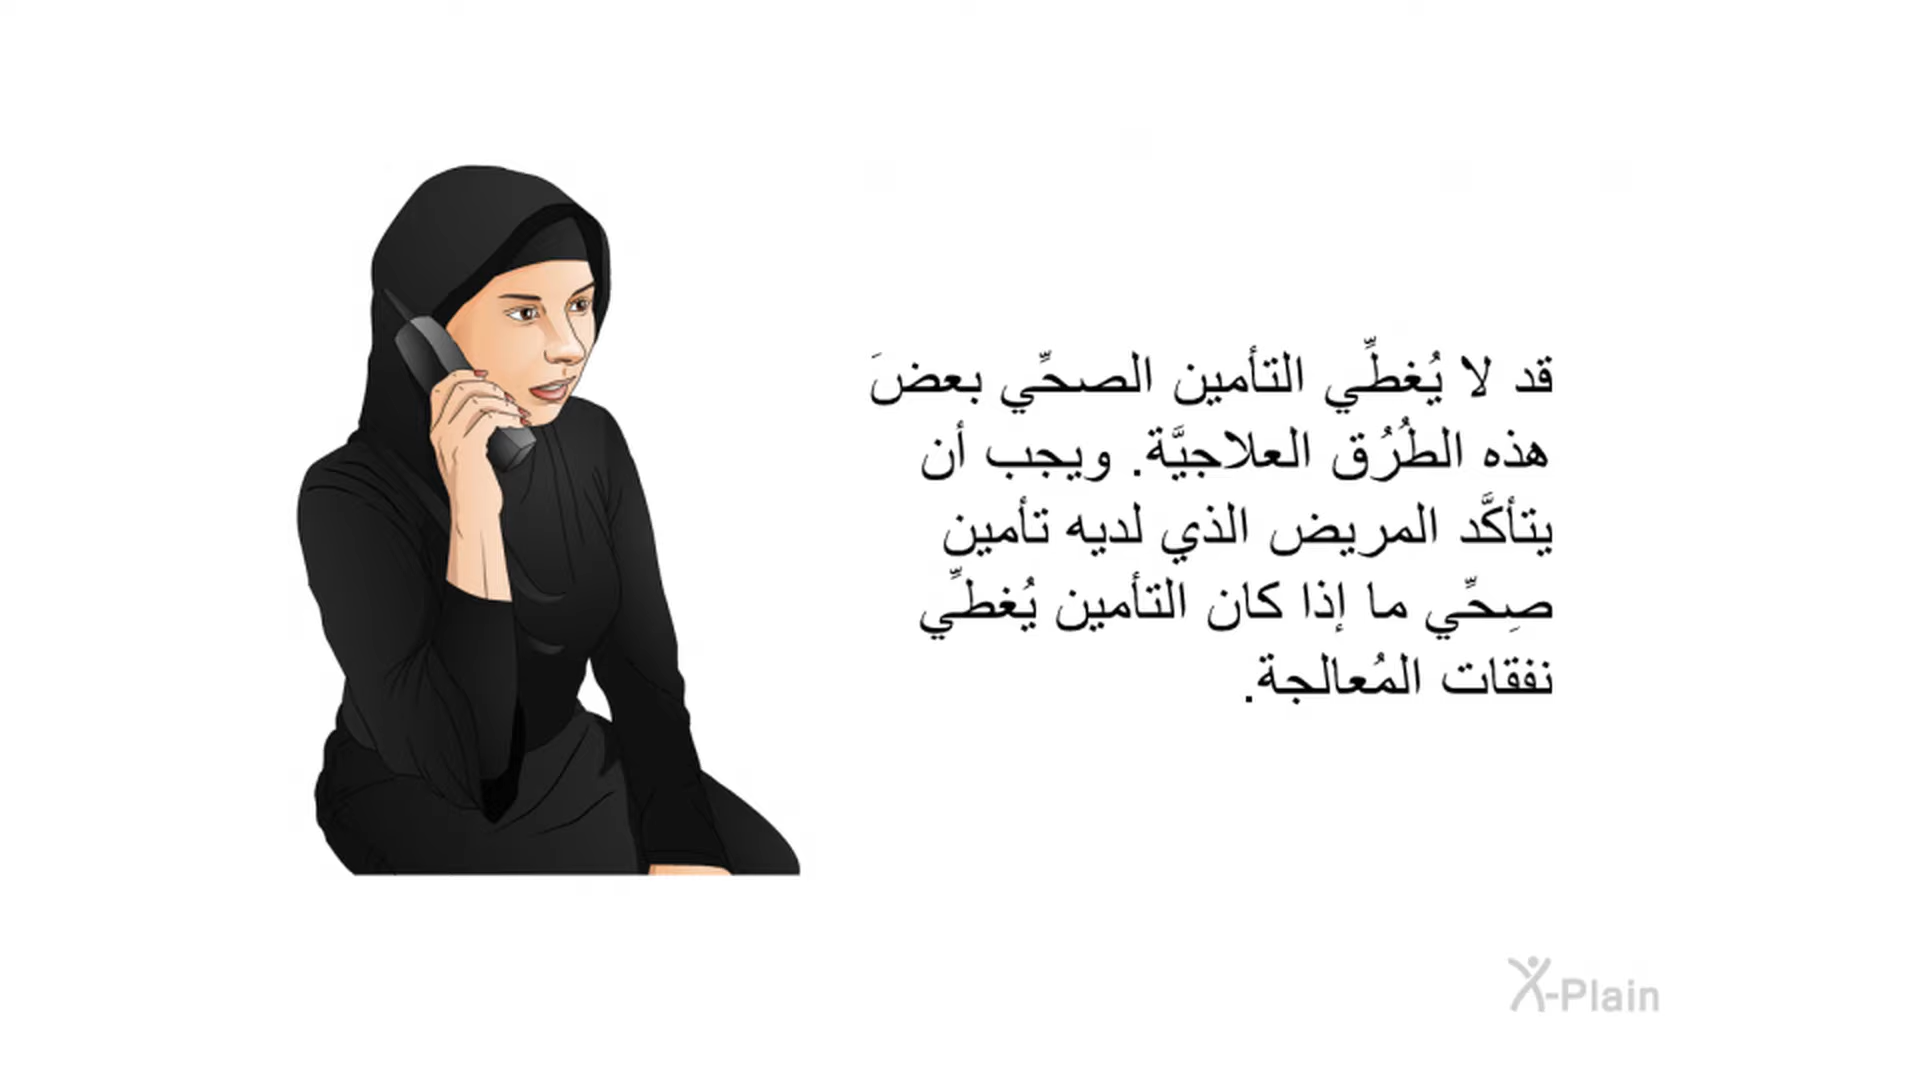 قد لا يُغطِّي التأمين الصحِّي بعضَ
هذه الطُرُق العلاجيَّة. ويجب أن
يتأكَّد المريض الذي لديه تأمين
صِحِّي ما إذا كان التأمين يُغطِّي
نفقات المُعالجة.
X-Plain